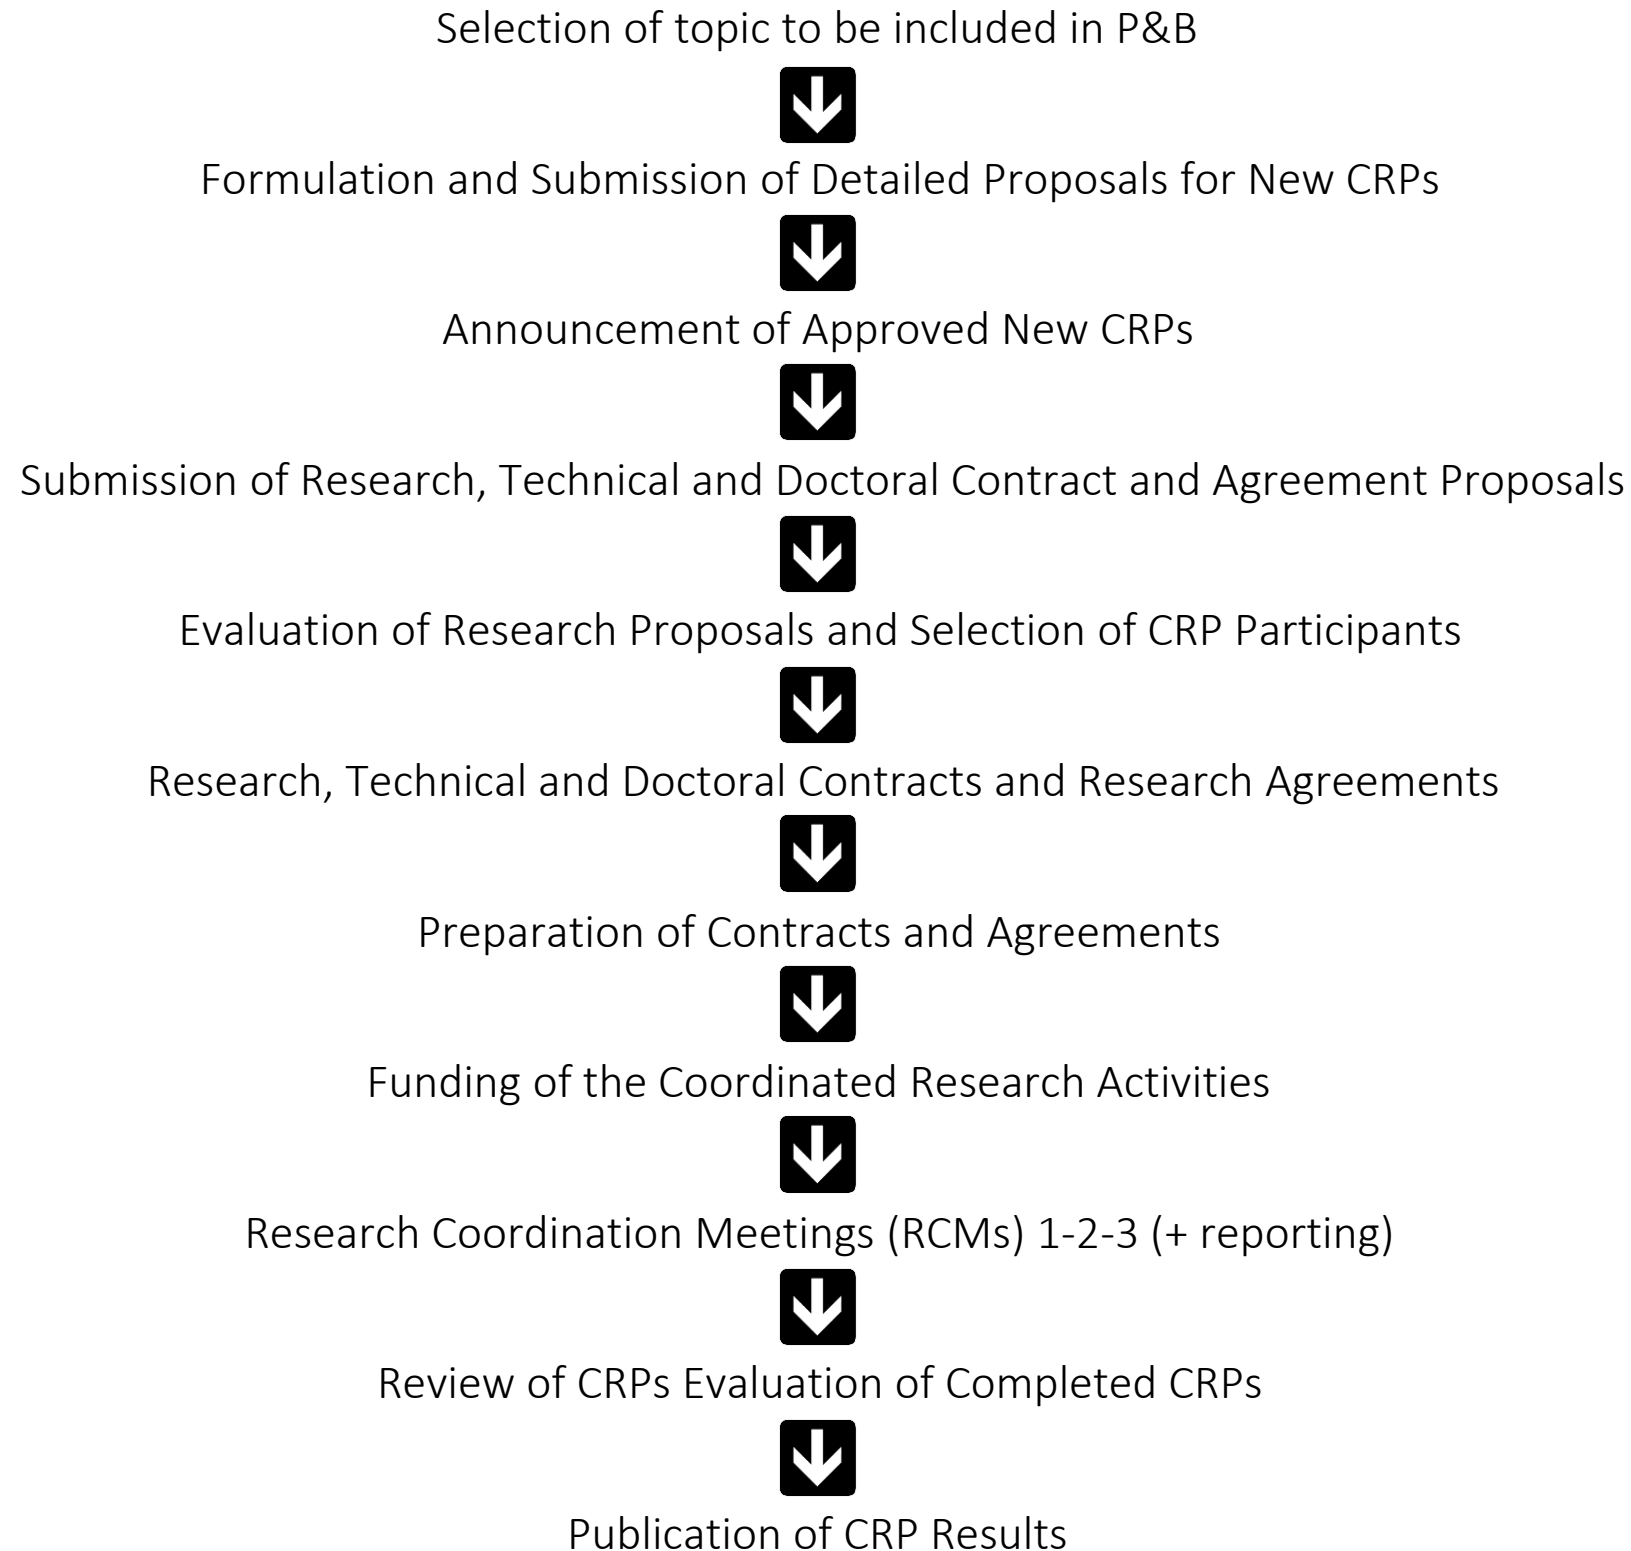 Selection of topic to be included in P&B
Formulation and Submission of Detailed Proposals for New CRPs
Announcement of Approved New CRPs
Submission of Research, Technical and Doctoral Contract and Agreement Proposals
Evaluation of Research Proposals and Selection of CRP Participants
Research, Technical and Doctoral Contracts and Research Agreements
Preparation of Contracts and Agreements
Funding of the Coordinated Research Activities
Research Coordination Meetings (RCMs) 1-2-3 (+ reporting)
Review of CRPs Evaluation of Completed CRPs
Publication of CRP Results